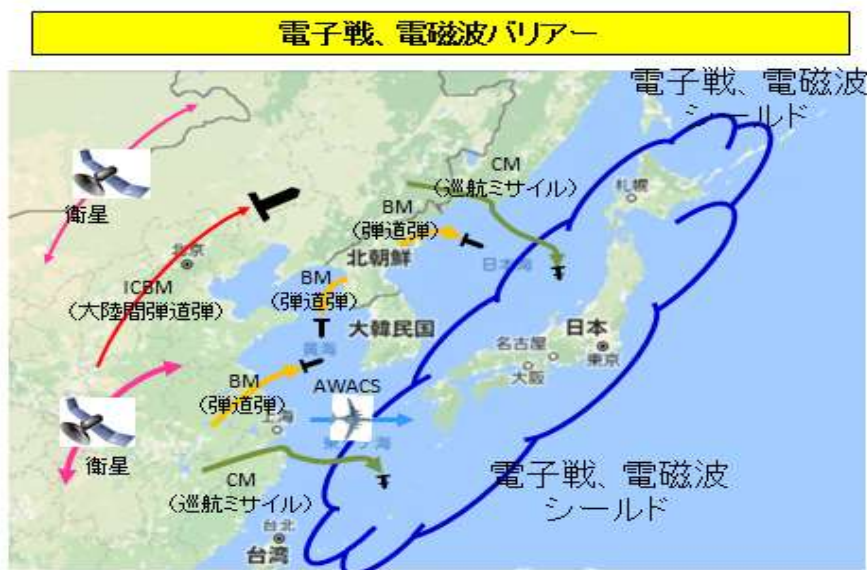 電子戦、電磁波バリアー
電子戦、電磁波
シールド
衛星
CM
(巡航ミサイル)
札幌
BM
(弾道弾)
北京
北朝鮮
日本海
ICBM
(大陸間弾道弾)
BM
(弾道弾)
大韓民国
黄海
日本
名古屋
東京
大阪
BM
(弾道弾)
AWACS
上海
衛星
CM
(巡航ミサイル)
電子戦、電磁波
シールド
台北
台湾